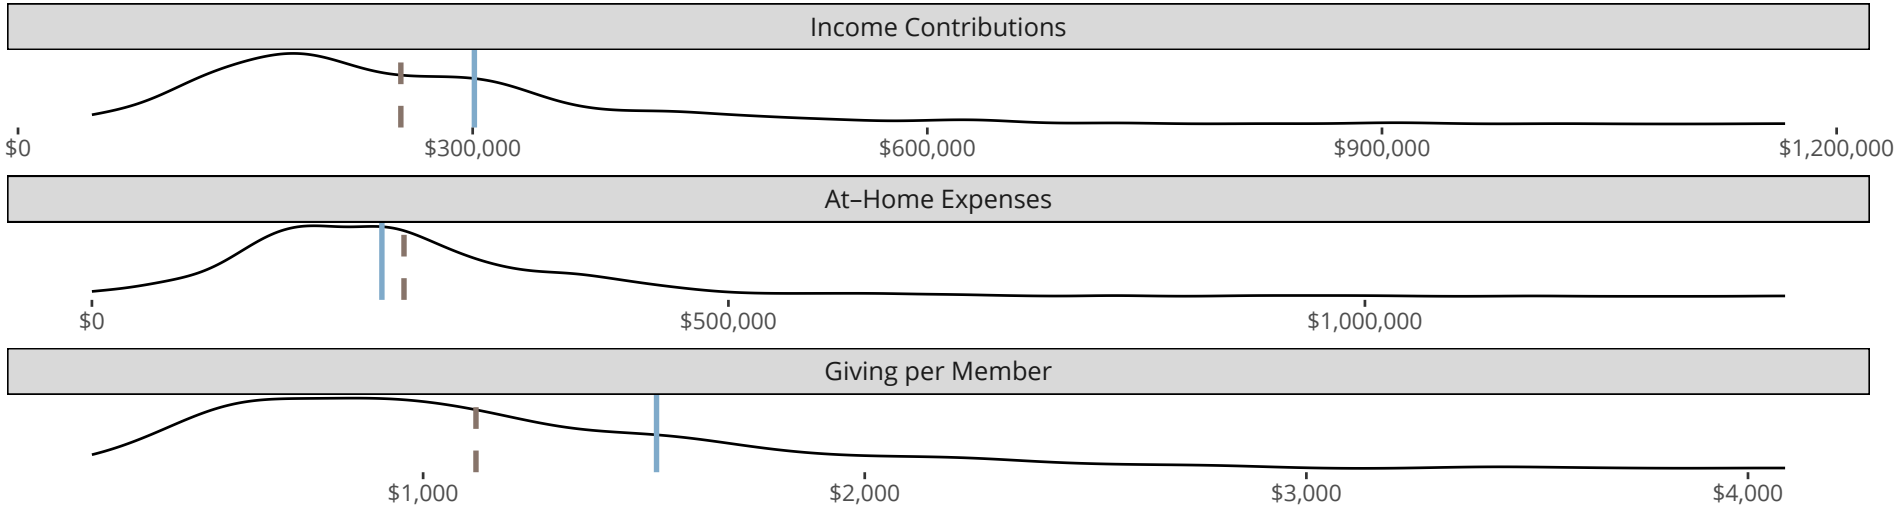 Income Contributions
$0 $300,000 $600,000 $900,000 $1,200,000
At–Home Expenses
$0 $500,000 $1,000,000
Giving per Member
$1,000 $2,000 $3,000 $4,000